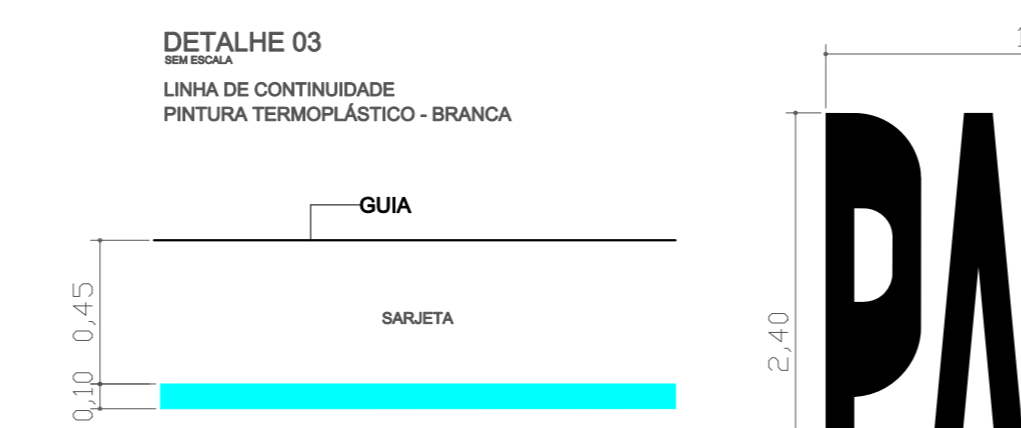 DETALHE 03
SEM ESCALA
LINHA DE CONTINUIDADE
PINTURA TERMOPLÁSTICO - BRANCA
GUIA
0,45
SARJETA
0,10
2,40
PA